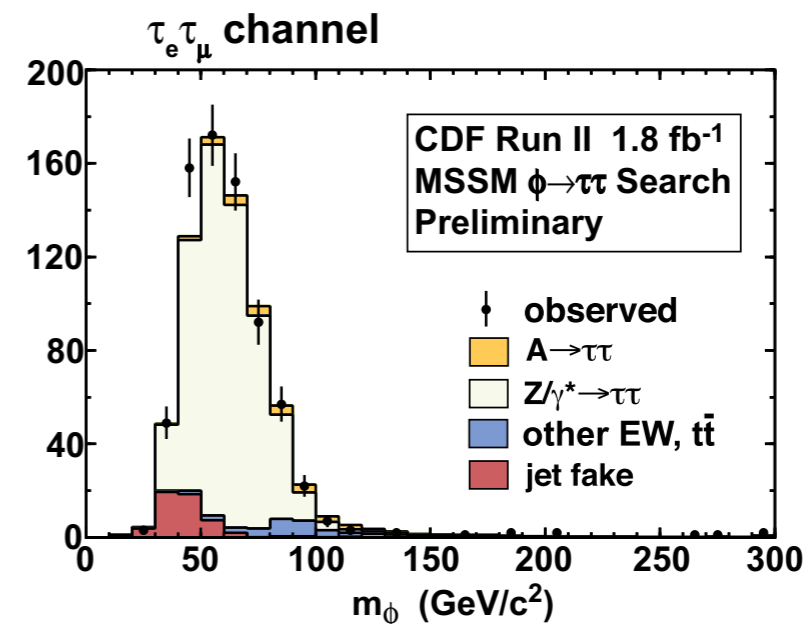 τeτμ channel
200
160
120
80
40
0
CDF Run II 1.8 fb⁻¹
MSSM ϕ→ττ Search
Preliminary
observed
A→ττ
Z/γ*→ττ
other EW, tt̄
jet fake
0 50 100 150 200 250 300
mϕ (GeV/c²)